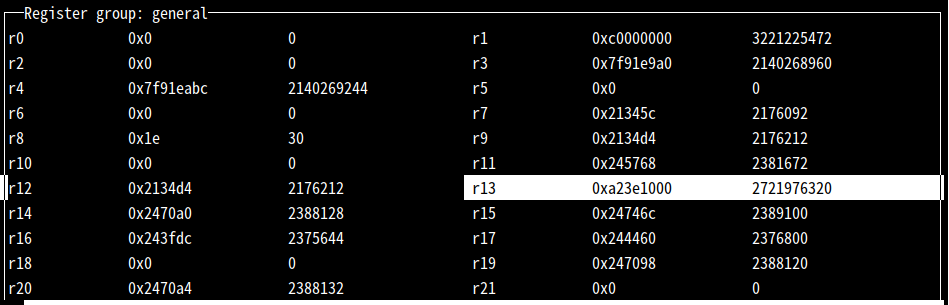 Register group: general
r0 0x0 0 r1 0xc0000000 3221225472
r2 0x0 0 r3 0x7f91e9a0 2140268960
r4 0x7f91eabc 2140269244 r5 0x0 0
r6 0x0 0 r7 0x21345c 2176092
r8 0x1e 30 r9 0x2134d4 2176212
r10 0x0 0 r11 0x245768 2381672
r12 0x2134d4 2176212 r13 0xa23e1000 2721976320
r14 0x2470a0 2388128 r15 0x24746c 2389100
r16 0x243fdc 2375644 r17 0x244460 2376800
r18 0x0 0 r19 0x247098 2388120
r20 0x2470a4 2388132 r21 0x0 0